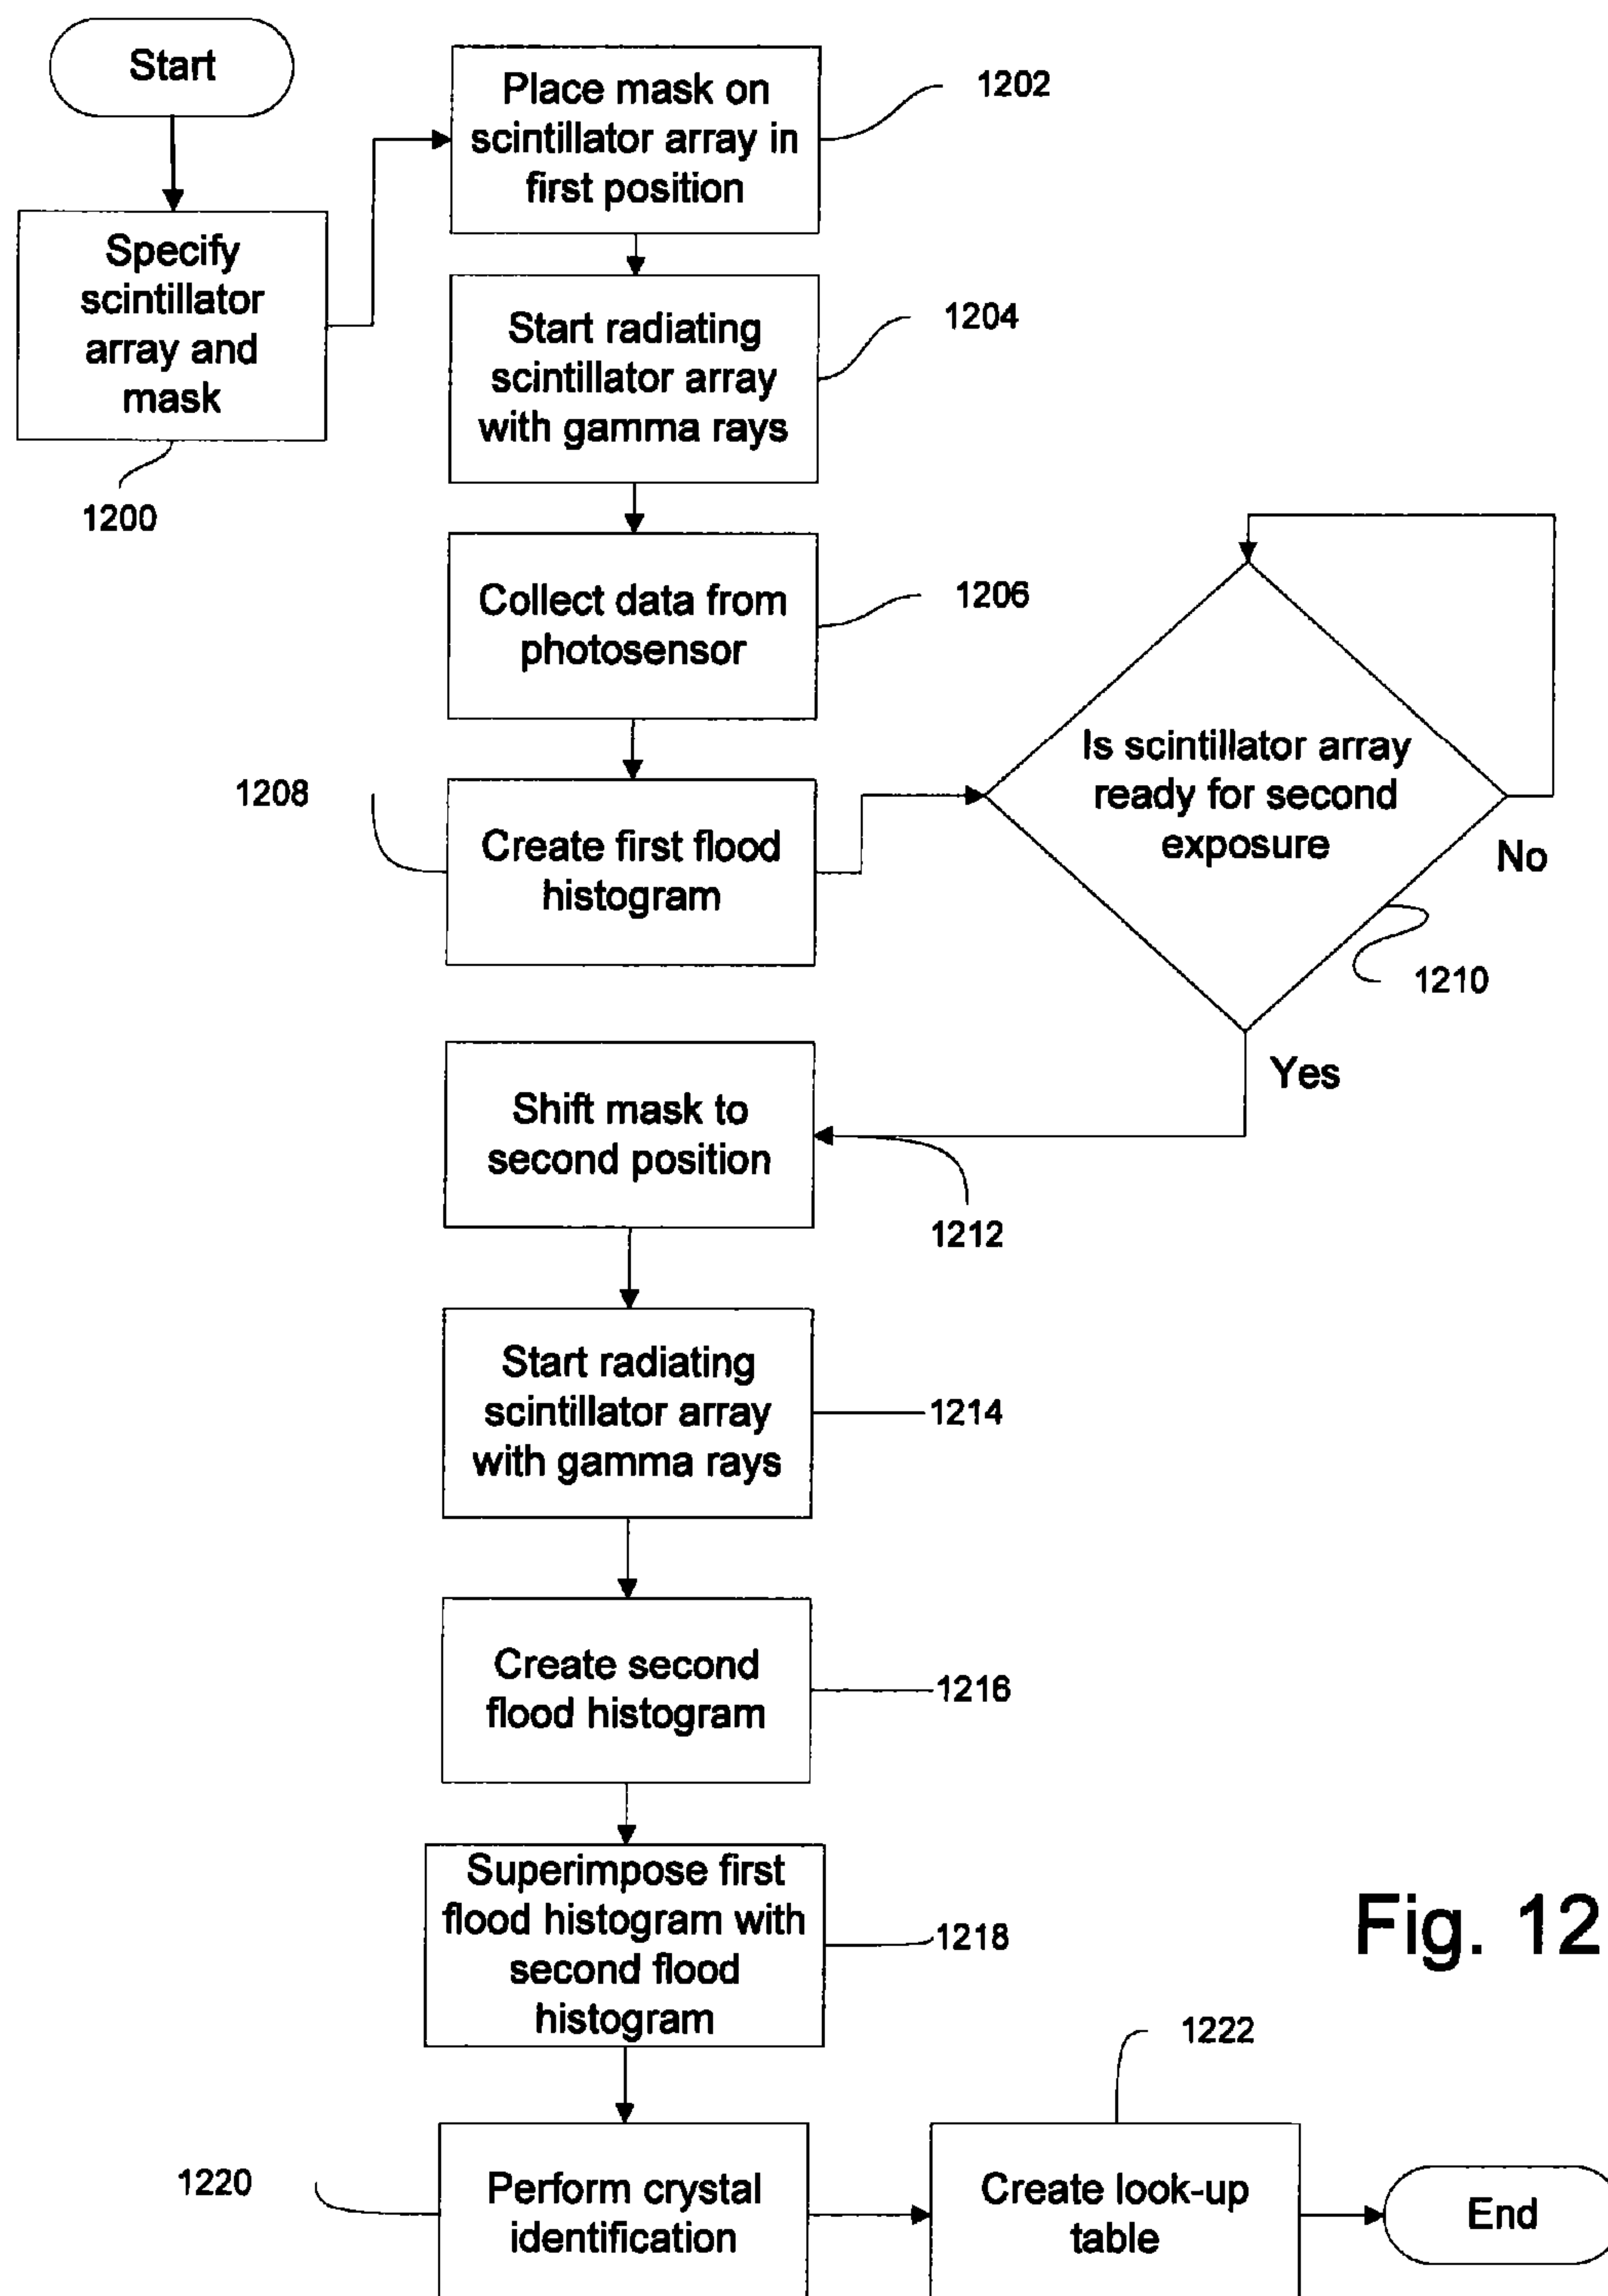 Start
Specify
scintillator
array and
mask
1200
Place mask on
scintillator array in
first position
1202
Start radiating
scintillator array
with gamma rays
1204
Collect data from
photosensor
1206
Create first flood
histogram
1208
Is scintillator array
ready for second
exposure
No
1210
Yes
Shift mask to
second position
1212
Start radiating
scintillator array
with gamma rays
1214
Create second
flood histogram
1216
Superimpose first
flood histogram with
second flood
histogram
1218
Fig. 12
Perform crystal
identification
1220
Create look-up
table
1222
End